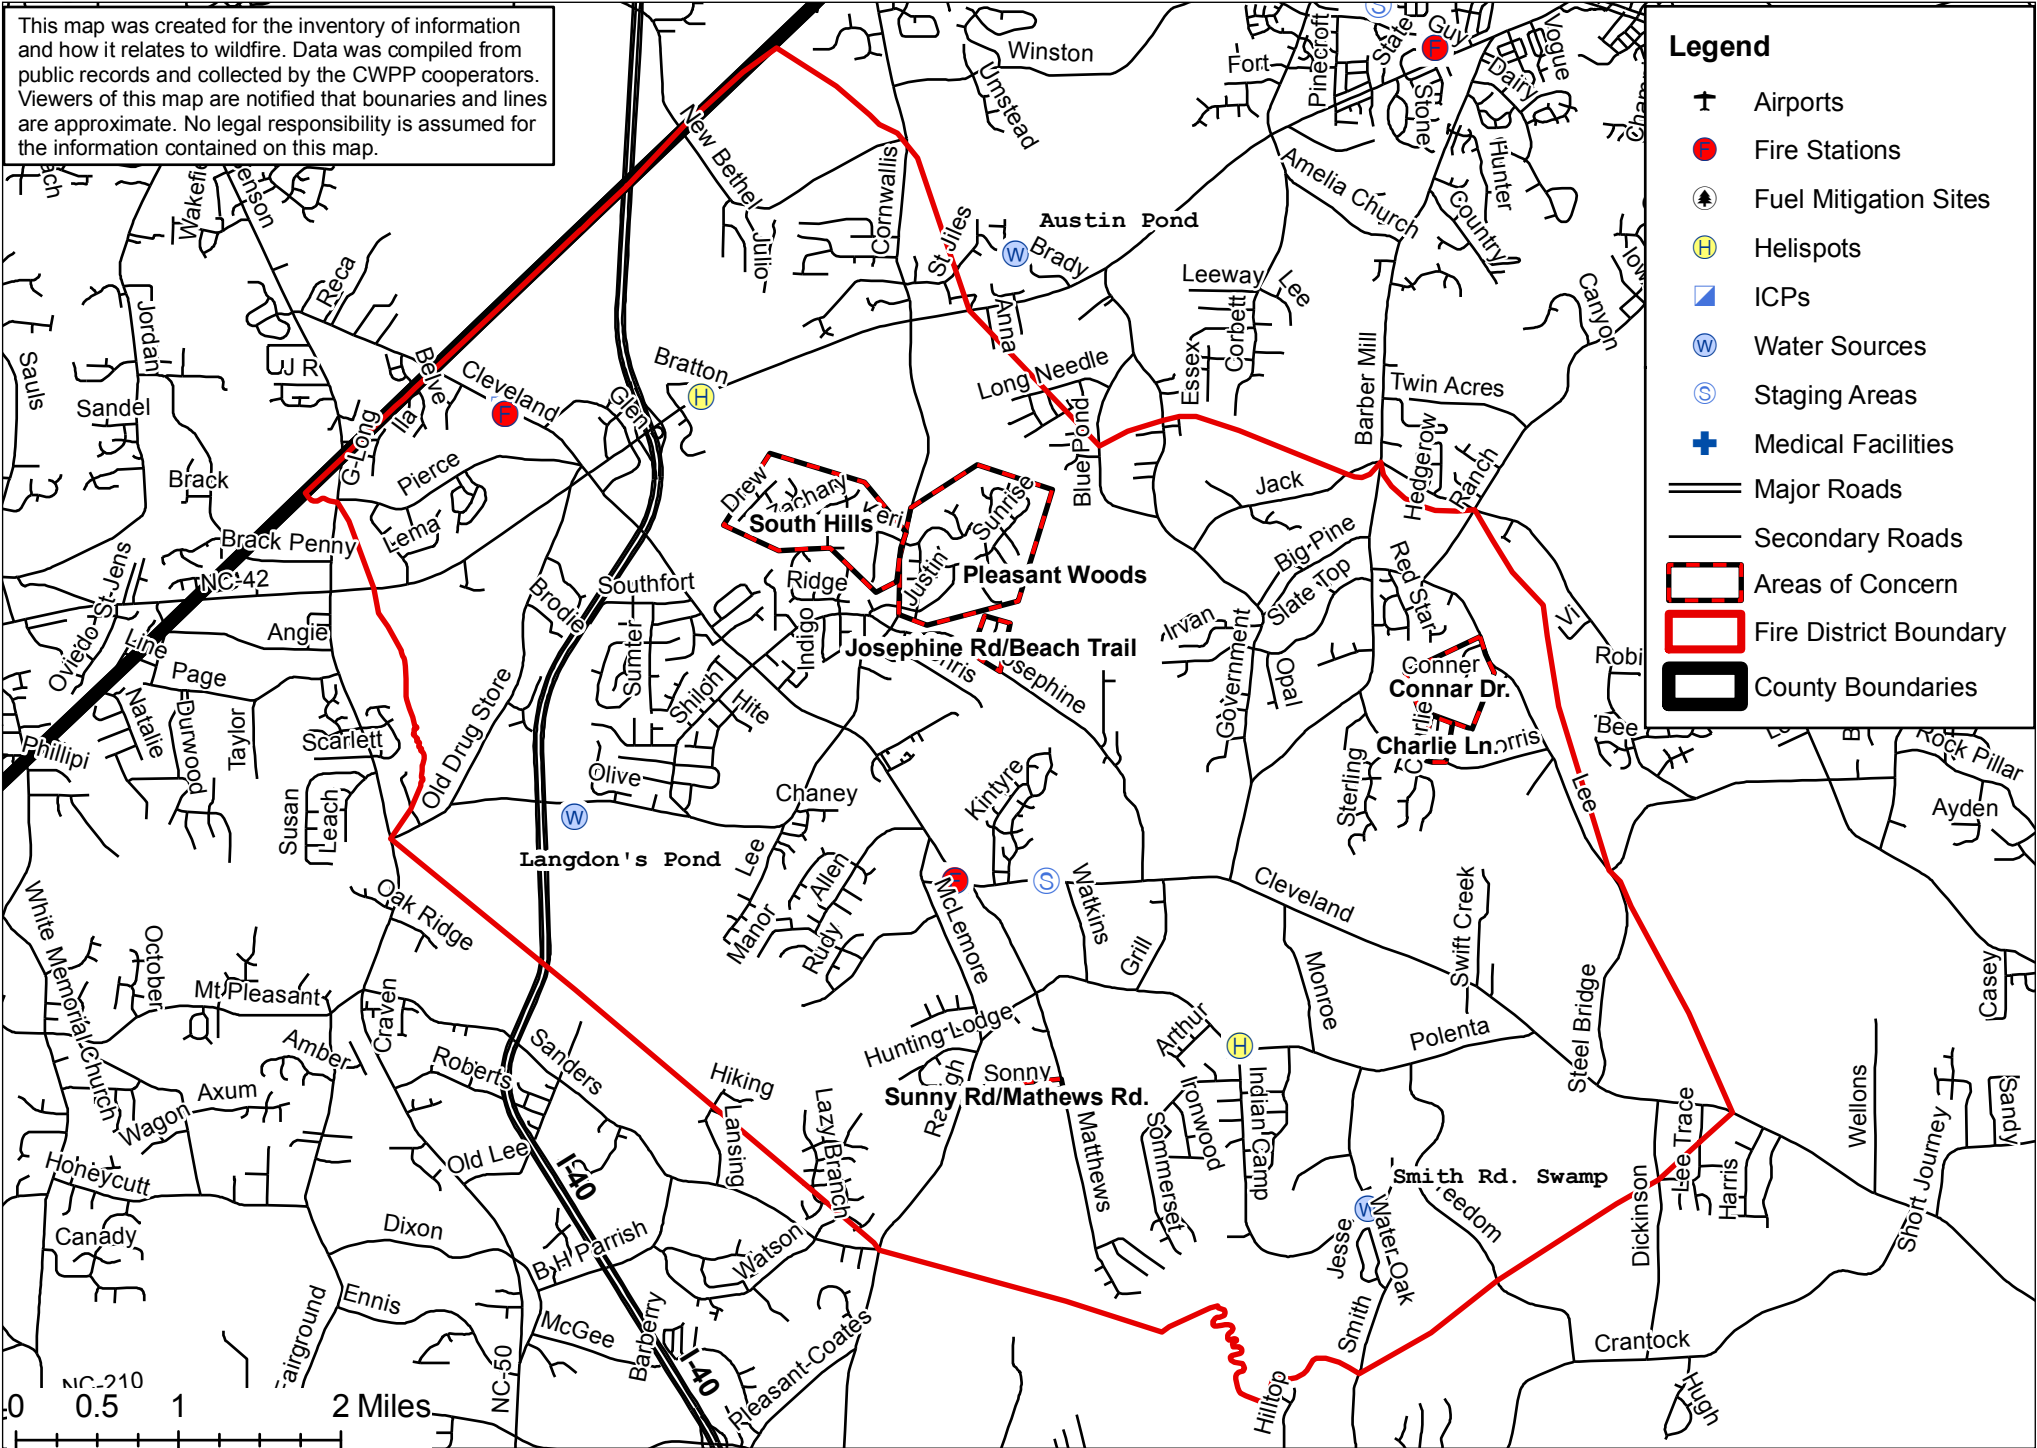 This map was created for the inventory of information
and how it relates to wildfire. Data was compiled from
public records and collected by the CWPP cooperators.
Viewers of this map are notified that bounaries and lines
are approximate. No legal responsibility is assumed for
the information contained on this map.
Legend
Airports
F Fire Stations
Fuel Mitigation Sites
H Helispots
ICPs
W Water Sources
S Staging Areas
Medical Facilities
Major Roads
Secondary Roads
Areas of Concern
Fire District Boundary
County Boundaries
Winston
Umstead
Fort
Pinecroft
S
State
Guy
F
Stone
Dairy
Vogue
Hunter
Country
Amelia Church
New Bethel
Julio
Cornwallis
St Jiles
Austin Pond
W
Brady
Anna
Leeway
Lee
Corbett
Essex
Canyon
Barber Mill
Twin Acres
Hedgerow
Ranch
Long Needle
Blue Pond
Jack
Reca
Jordan
Sauls
Sandel
Brack
Belve
Cleveland
F
Glen
Bratton
H
G-Long
Pierce
Lema
Brack Penny
NC-42
St-Jens
Oviedo
Line
Angie
Page
Natalie
Dunwood
Taylor
Scarlett
Phillipi
Susan
Leach
Old Drug Store
Brodie
Southfort
Sumter
Shiloh
Hite
Indigo
Ridge
Drew
Zachary
South Hills
Sunrise
Justin
Pleasant Woods
Josephine Rd/Beach Trail
Josephine
Irvan
Big Pine
Slate Top
Red Star
Government
Opal
Conner
Connar Dr.
Charlie Ln.
Sterling
Vi
Bee
Lee
Rock Pillar
Ayden
Olive
W
Langdon's Pond
Chaney
Lee
Allen
Manor
Rudy
Kintyre
F
McLemore
S
Watkins
Grill
Cleveland
Monroe
Swift Creek
Steel Bridge
Polenta
Casey
Oak Ridge
White Memorial Church
October
Mt Pleasant
Craven
Amber
Axum
Wagon
Honeycutt
Canady
Roberts
Sanders
Old Lee
I-40
Dixon
Ennis
Fairground
NC-210
NC-50
McGee
B H Parrish
Barberry
I-40
Pleasant-Coates
Watson
Hiking
Lansing
Lazy Branch
Hunting Lodge
Sonny
Sunny Rd/Mathews Rd.
Matthews
Arthur
H
Ironwood
Sommerset
Indian Camp
Smith Rd. Swamp
W
Water Oak
Jesse
Smith
Hilltop
Dickinson
Lee Trace
Harris
Wellons
Short Journey
Sandy
Crantock
Hugh
0 0.5 1 2 Miles